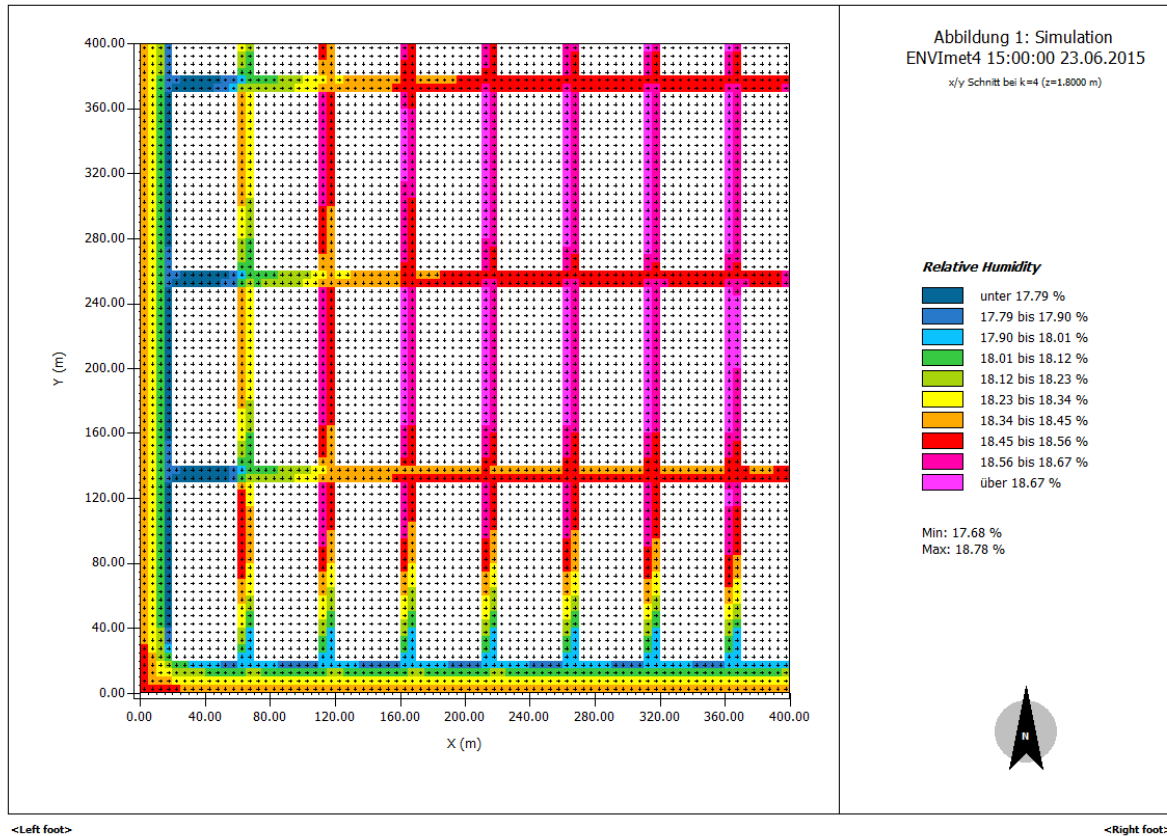 Abbildung 1: Simulation
ENVImet4 15:00:00 23.06.2015
x/y Schnitt bei k=4 (z=1.8000 m)
400.00
360.00
320.00
280.00
240.00
200.00
160.00
120.00
80.00
40.00
0.00
Y (m)
0.00 40.00 80.00 120.00 160.00 200.00 240.00 280.00 320.00 360.00 400.00
X (m)
Relative Humidity
unter 17.79 %
17.79 bis 17.90 %
17.90 bis 18.01 %
18.01 bis 18.12 %
18.12 bis 18.23 %
18.23 bis 18.34 %
18.34 bis 18.45 %
18.45 bis 18.56 %
18.56 bis 18.67 %
über 18.67 %
Min: 17.68 %
Max: 18.78 %
N
<Left foot>
<Right foot>